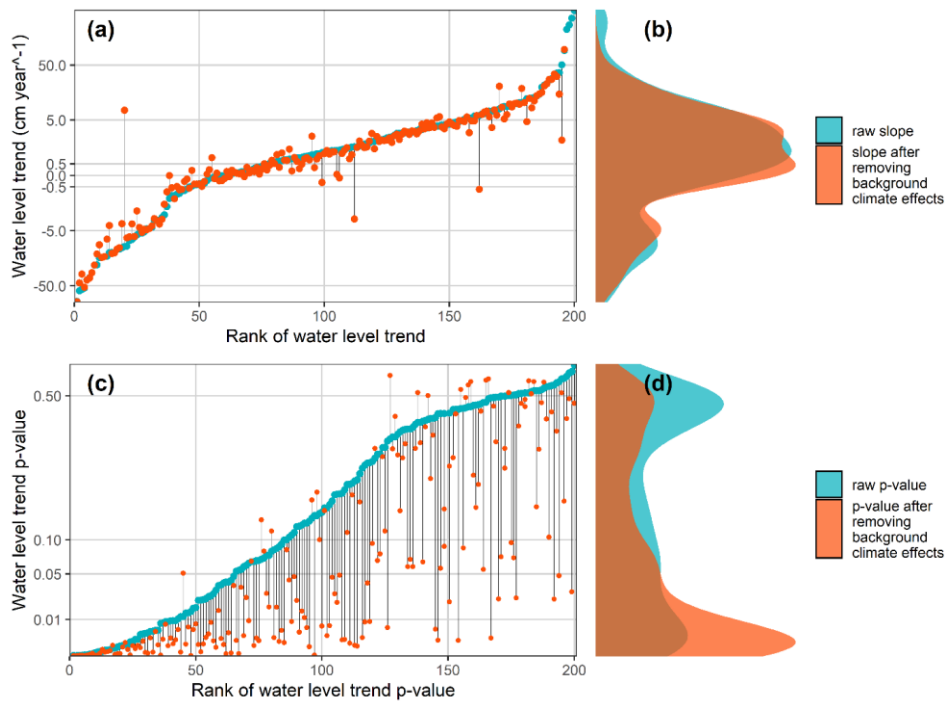 (a)
(b)
Water level trend (cm year^-1)
50.0
5.0
0.5
0.0
-0.5
-5.0
-50.0
0
50
100
150
200
Rank of water level trend
raw slope
slope after
removing
background
climate effects
(c)
(d)
Water level trend p-value
0.50
0.10
0.05
0.01
0
50
100
150
200
Rank of water level trend p-value
raw p-value
p-value after
removing
background
climate effects